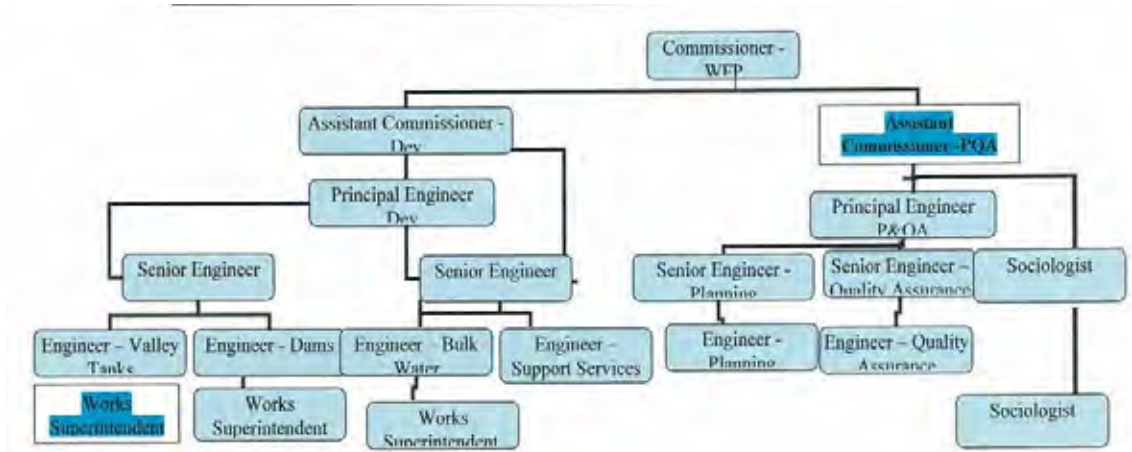 Commissioner -
WFP
Assistant Commissioner -
Dev
Assistant
Commissioner -PQA
Principal Engineer
Dev
Principal Engineer
P&QA
Senior Engineer
Senior Engineer
Senior Engineer -
Planning
Senior Engineer –
Quality Assurance
Sociologist
Engineer – Valley
Tanks
Engineer – Dams
Engineer – Bulk
Water
Engineer –
Support Services
Engineer -
Planning
Engineer – Quality
Assurance
Works
Superintendent
Works
Superintendent
Works
Superintendent
Sociologist